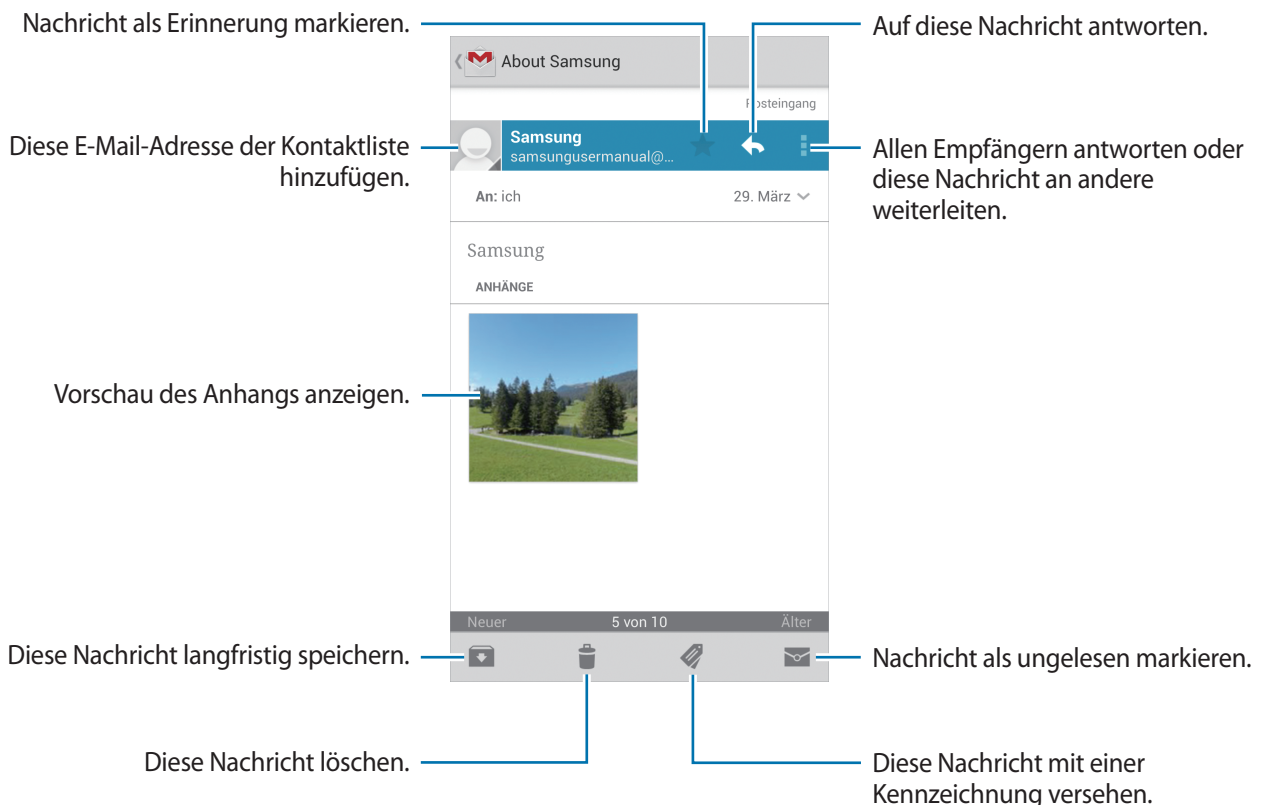 Nachricht als Erinnerung markieren.
Auf diese Nachricht antworten.
About Samsung
Posteingang
Diese E-Mail-Adresse der Kontaktliste
hinzufügen.
Samsung
samsungusermanual@...
Allen Empfängern antworten oder
diese Nachricht an andere
weiterleiten.
An: ich
29. März
Samsung
ANHÄNGE
Vorschau des Anhangs anzeigen.
Neuer
5 von 10
Älter
Diese Nachricht langfristig speichern.
Nachricht als ungelesen markieren.
Diese Nachricht löschen.
Diese Nachricht mit einer
Kennzeichnung versehen.